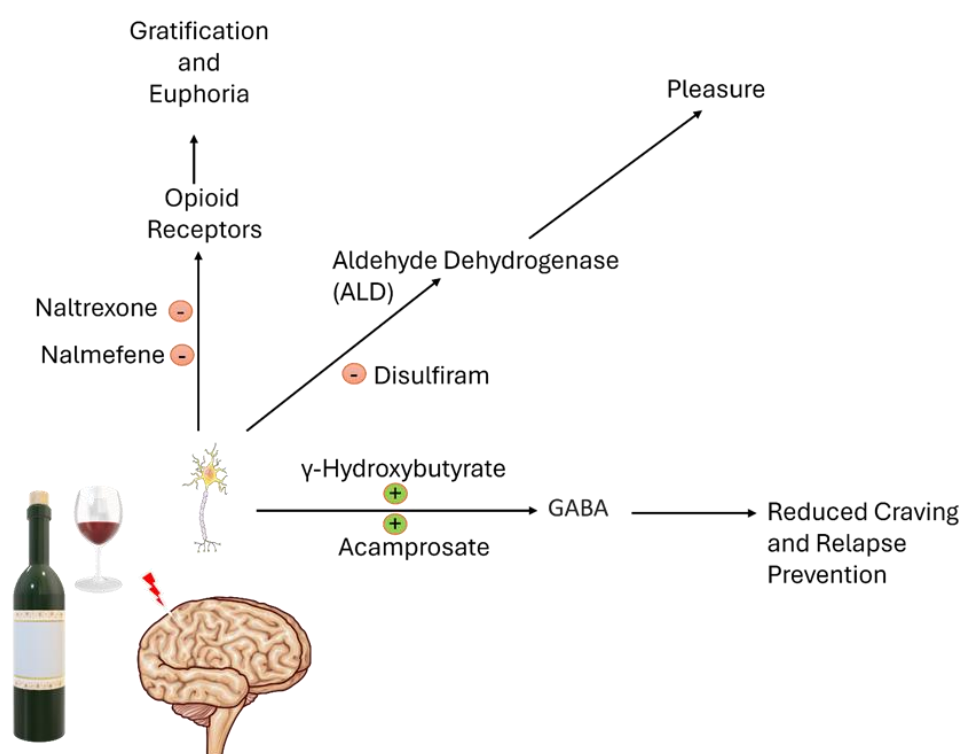 Gratification
and
Euphoria
Pleasure
Opioid
Receptors
Aldehyde Dehydrogenase
(ALD)
Naltrexone -
Nalmefene -
- Disulfiram
γ-Hydroxybutyrate
+
+
Acamprosate
GABA
Reduced Craving
and Relapse
Prevention